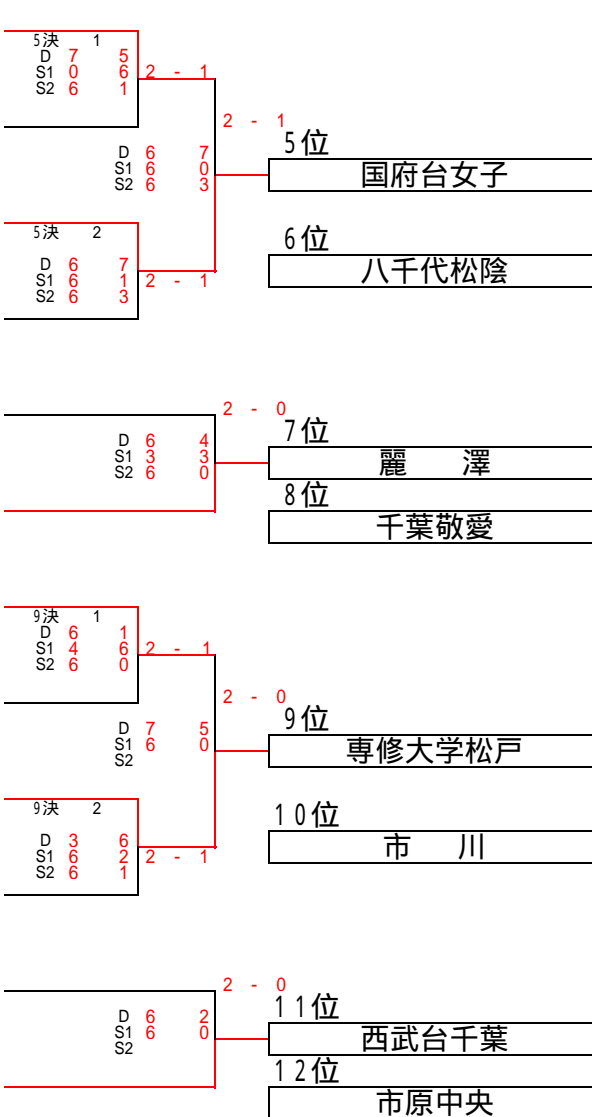 5決 1
D 7 5
S1 0 6 2 - 1
S2 6 1
2 - 1
5位
D 6 7
S1 6 0
S2 6 3
国府台女子
5決 2
6位
D 6 7
S1 6 1 2 - 1
S2 6 3
八千代松陰
2 - 0
7位
D 6 4
S1 3 3
S2 6 0
麗 澤
8位
千葉敬愛
9決 1
D 6 1
S1 4 6 2 - 1
S2 6 0
2 - 0
9位
D 7 5
S1 6 0
S2
専修大学松戸
9決 2
10位
D 3 6
S1 6 2 2 - 1
S2 6 1
市 川
2 - 0
11位
D 6 2
S1 6 0
S2
西武台千葉
12位
市原中央